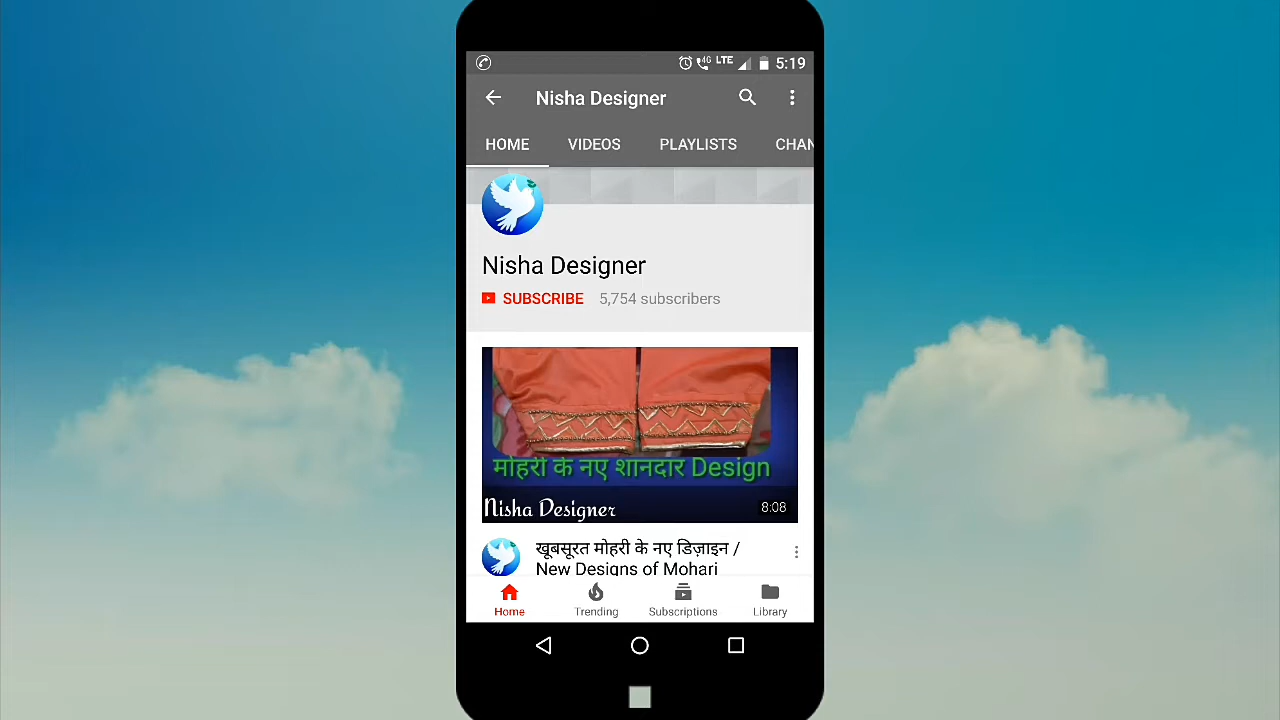 4G LTE 5:19
Nisha Designer
HOME VIDEOS PLAYLISTS CHAN
Nisha Designer
SUBSCRIBE 5,754 subscribers
मोहरी के नए शानदार Design
Nisha Designer 8:08
खूबसूरत मोहरी के नए डिज़ाइन /
New Designs of Mohari
Home Trending Subscriptions Library